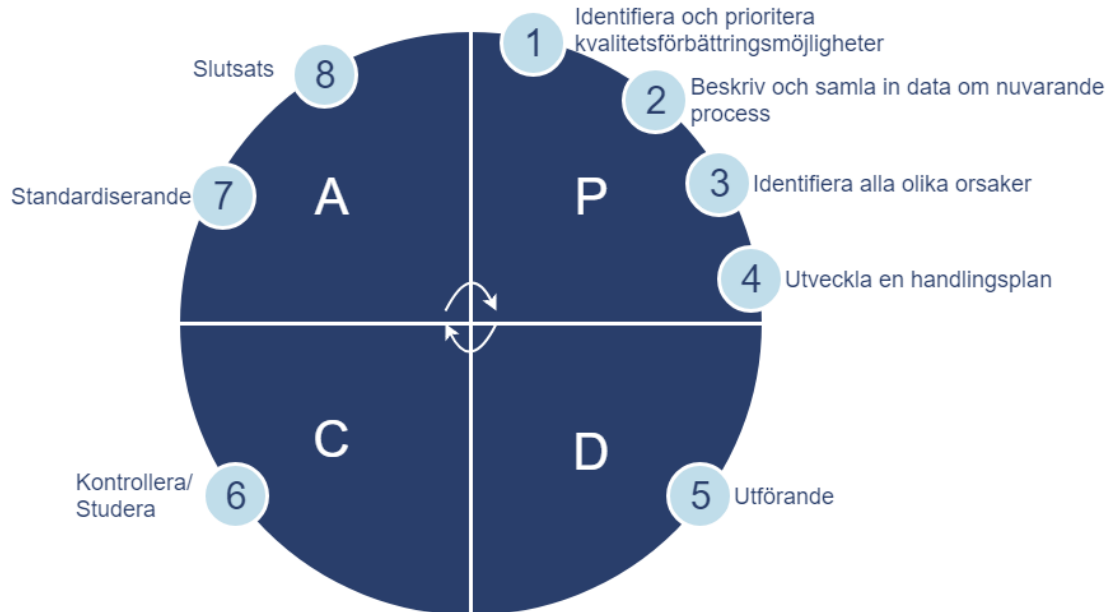 1
Identifiera och prioritera
kvalitetsförbättringsmöjligheter
2
Beskriv och samla in data om nuvarande
process
3
Identifiera alla olika orsaker
4
Utveckla en handlingsplan
5
Utförande
6
Kontrollera/
Studera
7
Standardiserande
8
Slutsats
A
P
C
D